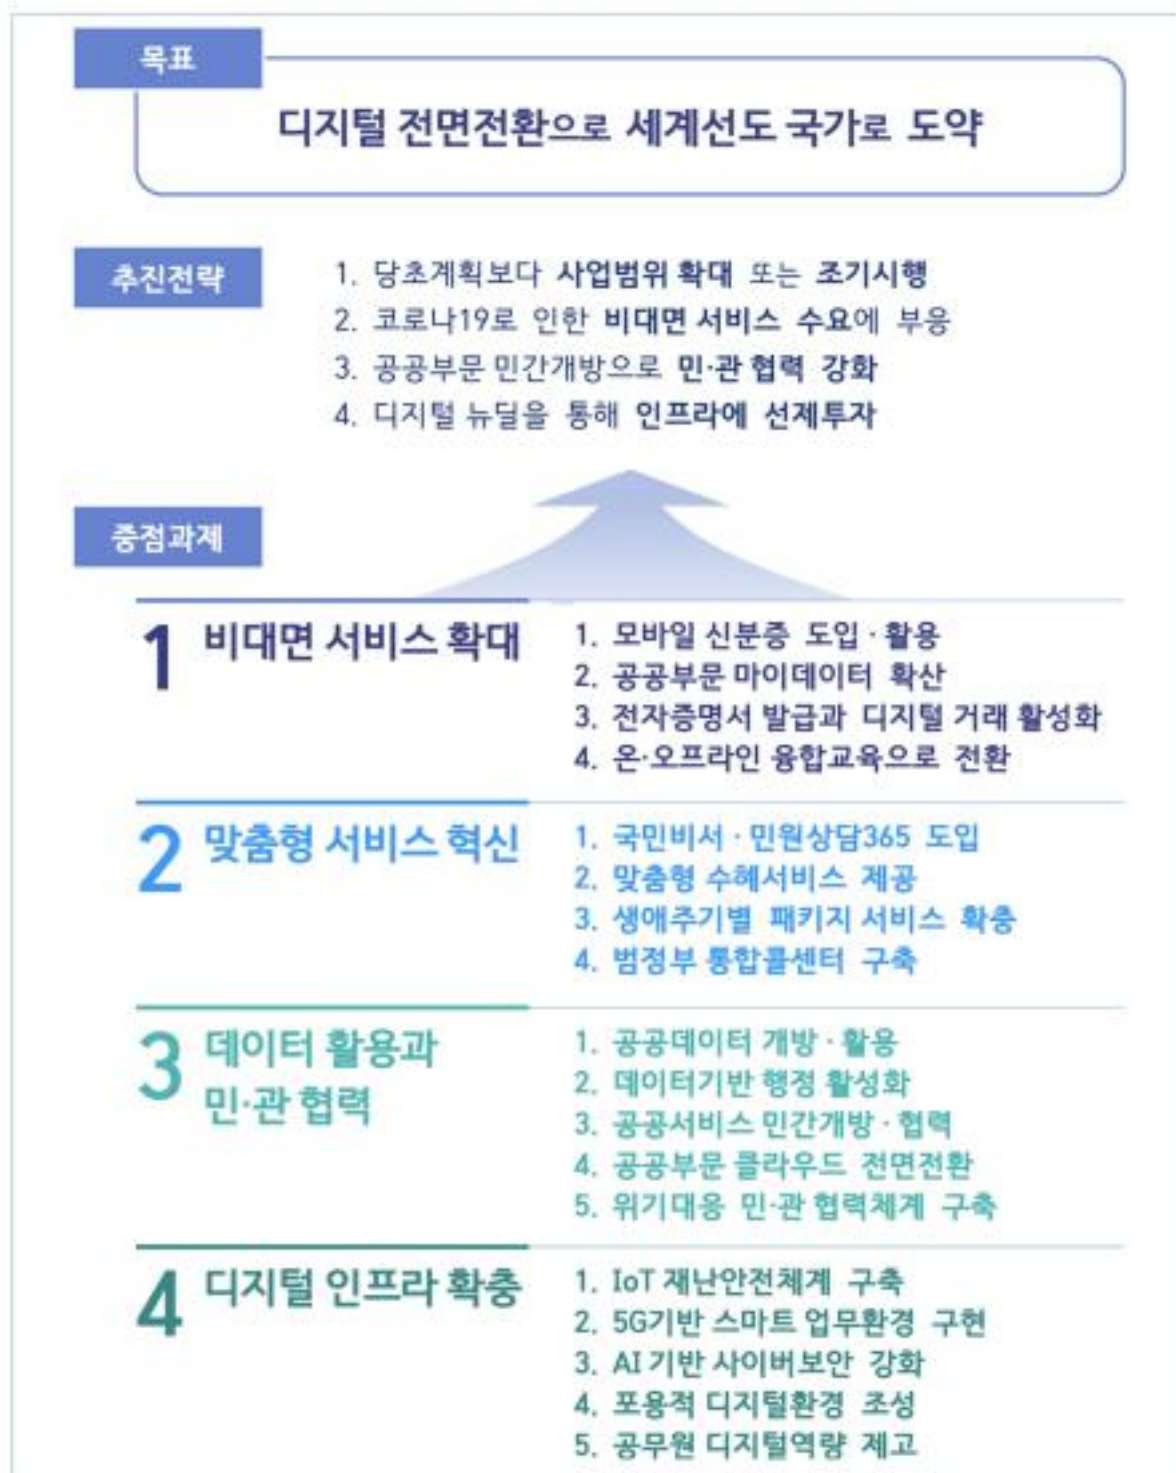 목표
디지털 전면전환으로 세계선도 국가로 도약
추진전략
1. 당초계획보다 사업범위 확대 또는 조기시행
2. 코로나19로 인한 비대면 서비스 수요에 부응
3. 공공부문 민간개방으로 민·관 협력 강화
4. 디지털 뉴딜을 통해 인프라에 선제투자
중점과제
1 비대면 서비스 확대
1. 모바일 신분증 도입·활용
2. 공공부문 마이데이터 확산
3. 전자증명서 발급과 디지털 거래 활성화
4. 온·오프라인 융합교육으로 전환
2 맞춤형 서비스 혁신
1. 국민비서·민원상담365 도입
2. 맞춤형 수혜서비스 제공
3. 생애주기별 패키지 서비스 확충
4. 범정부 통합콜센터 구축
3 데이터 활용과
민·관 협력
1. 공공데이터 개방·활용
2. 데이터기반 행정 활성화
3. 공공서비스 민간개방·협력
4. 공공부문 클라우드 전면전환
5. 위기대응 민·관 협력체계 구축
4 디지털 인프라 확충
1. IoT 재난안전체계 구축
2. 5G기반 스마트 업무환경 구현
3. AI 기반 사이버보안 강화
4. 포용적 디지털환경 조성
5. 공무원 디지털역량 제고